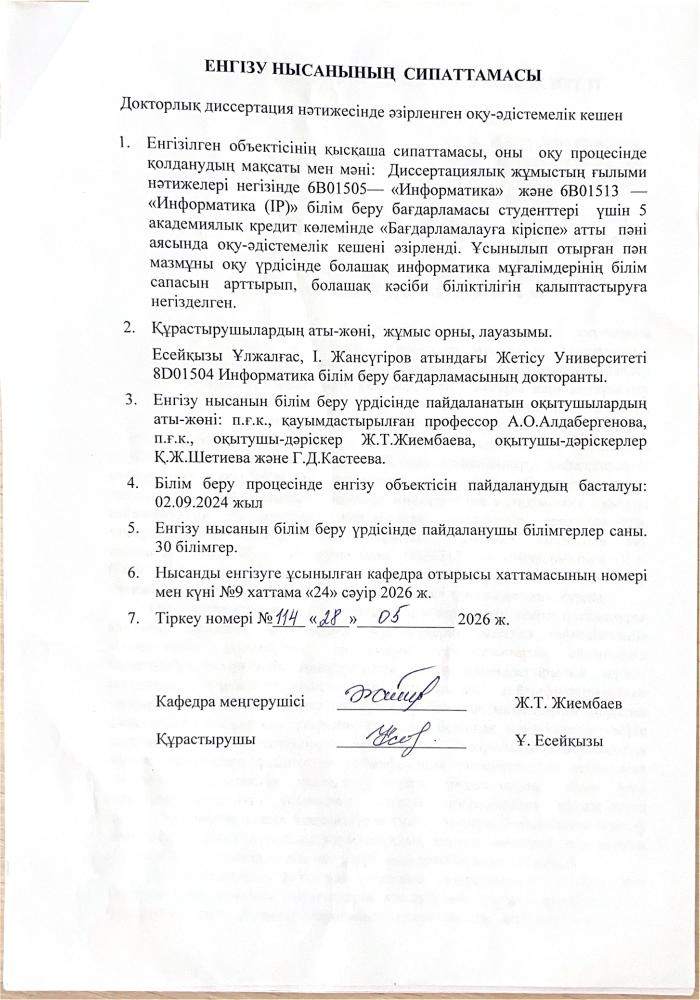 ЕНГІЗУ НЫСАНЫНЫҢ СИПАТТАМАСЫ
Докторлық диссертация нәтижесінде әзірленген оқу-әдістемелік кешен
1. Енгізілген объектісінің қысқаша сипаттамасы, оны оқу процесінде
қолданудың мақсаты мен мәні: Диссертациялық жұмыстың ғылыми
нәтижелері негізінде 6В01505— «Информатика» және 6В01513 —
«Информатика (IP)» білім беру бағдарламасы студенттері үшін 5
академиялық кредит көлемінде «Бағдарламалауға кіріспе» атты пәні
аясында оқу-әдістемелік кешені әзірленді. Ұсынылып отырған пән
мазмұны оқу үрдісінде болашақ информатика мұғалімдерінің білім
сапасын арттырып, болашақ кәсіби біліктілігін қалыптастыруға
негізделген.
2. Құрастырушылардың аты-жөні, жұмыс орны, лауазымы.
Есейқызы Ұлжалғас, І. Жансүгіров атындағы Жетісу Университеті
8D01504 Информатика білім беру бағдарламасының докторанты.
3. Енгізу нысанын білім беру үрдісінде пайдаланатын оқытушылардың
аты-жөні: п.ғ.к., қауымдастырылған профессор А.О.Алдабергенова,
п.ғ.к., оқытушы-дәріскер Ж.Т.Жиембаева, оқытушы-дәріскерлер
Қ.Ж.Шетиева және Г.Д.Кастеева.
4. Білім беру процесінде енгізу объектісін пайдаланудың басталуы:
02.09.2024 жыл
5. Енгізу нысанын білім беру үрдісінде пайдаланушы білімгерлер саны.
30 білімгер.
6. Нысанды енгізуге ұсынылған кафедра отырысы хаттамасының номері
мен күні №9 хаттама «24» сәуір 2026 ж.
7. Тіркеу номері №114 «28» 05 2026 ж.
Кафедра меңгерушісі Ж.Т. Жиембаев
Құрастырушы Ұ. Есейқызы